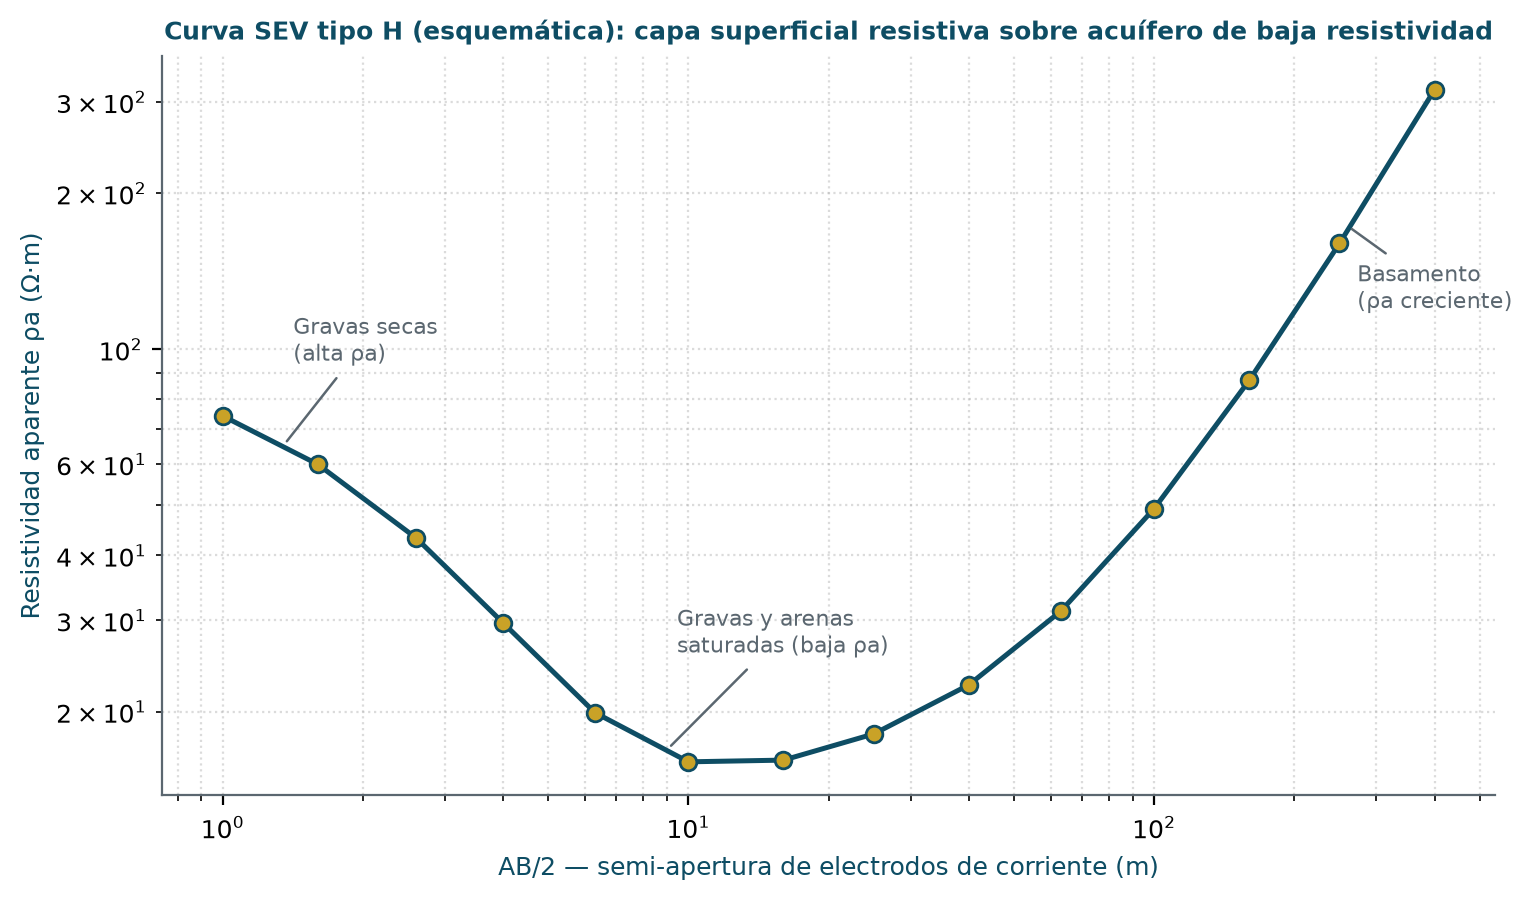 Curva SEV tipo H (esquemática): capa superficial resistiva sobre acuífero de baja resistividad
Resistividad aparente ρa (Ω·m)
3 × 10²
2 × 10²
10²
6 × 10¹
4 × 10¹
3 × 10¹
2 × 10¹
Gravas secas
(alta ρa)
Gravas y arenas
saturadas (baja ρa)
Basamento
(ρa creciente)
10⁰
10¹
10²
AB/2 — semi-apertura de electrodos de corriente (m)